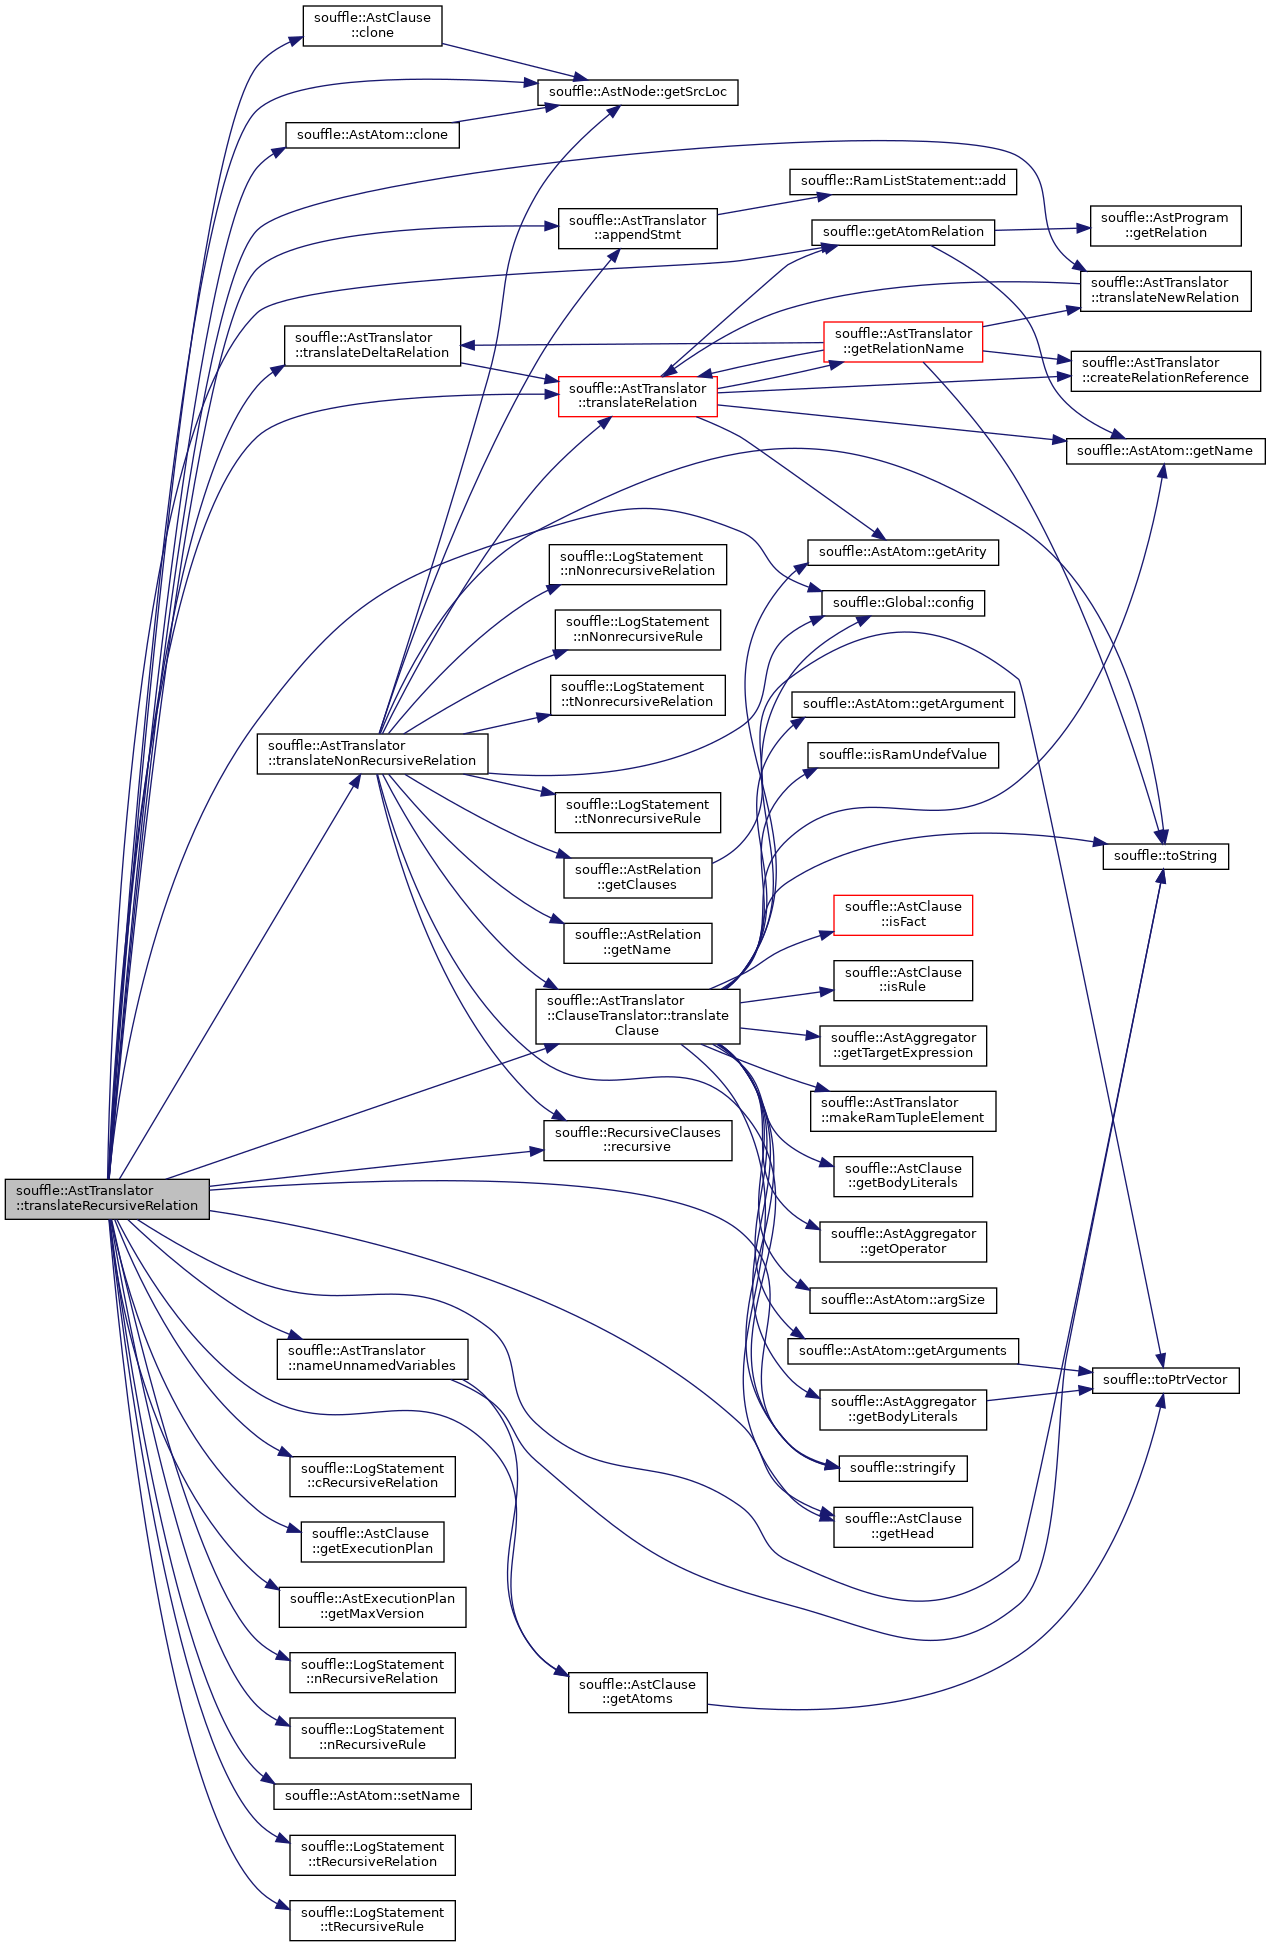 souffle::AstClause
::clone
souffle::AstNode::getSrcLoc
souffle::AstAtom::clone
souffle::RamListStatement::add
souffle::AstTranslator
::appendStmt
souffle::getAtomRelation
souffle::AstProgram
::getRelation
souffle::AstTranslator
::translateNewRelation
souffle::AstTranslator
::translateDeltaRelation
souffle::AstTranslator
::getRelationName
souffle::AstTranslator
::createRelationReference
souffle::AstTranslator
::translateRelation
souffle::AstAtom::getName
souffle::AstAtom::getArity
souffle::LogStatement
::nNonrecursiveRelation
souffle::Global::config
souffle::LogStatement
::nNonrecursiveRule
souffle::LogStatement
::tNonrecursiveRelation
souffle::AstAtom::getArgument
souffle::AstTranslator
::translateNonRecursiveRelation
souffle::isRamUndefValue
souffle::LogStatement
::tNonrecursiveRule
souffle::toString
souffle::AstRelation
::getClauses
souffle::AstClause
::isFact
souffle::AstRelation
::getName
souffle::AstClause
::isRule
souffle::AstTranslator
::ClauseTranslator::translate
Clause
souffle::AstAggregator
::getTargetExpression
souffle::AstTranslator
::makeRamTupleElement
souffle::RecursiveClauses
::recursive
souffle::AstClause
::getBodyLiterals
souffle::AstTranslator
::translateRecursiveRelation
souffle::AstAggregator
::getOperator
souffle::AstAtom::argSize
souffle::AstTranslator
::nameUnnamedVariables
souffle::AstAtom::getArguments
souffle::toPtrVector
souffle::AstAggregator
::getBodyLiterals
souffle::LogStatement
::cRecursiveRelation
souffle::stringify
souffle::AstClause
::getHead
souffle::AstClause
::getExecutionPlan
souffle::AstExecutionPlan
::getMaxVersion
souffle::LogStatement
::nRecursiveRelation
souffle::AstClause
::getAtoms
souffle::LogStatement
::nRecursiveRule
souffle::AstAtom::setName
souffle::LogStatement
::tRecursiveRelation
souffle::LogStatement
::tRecursiveRule